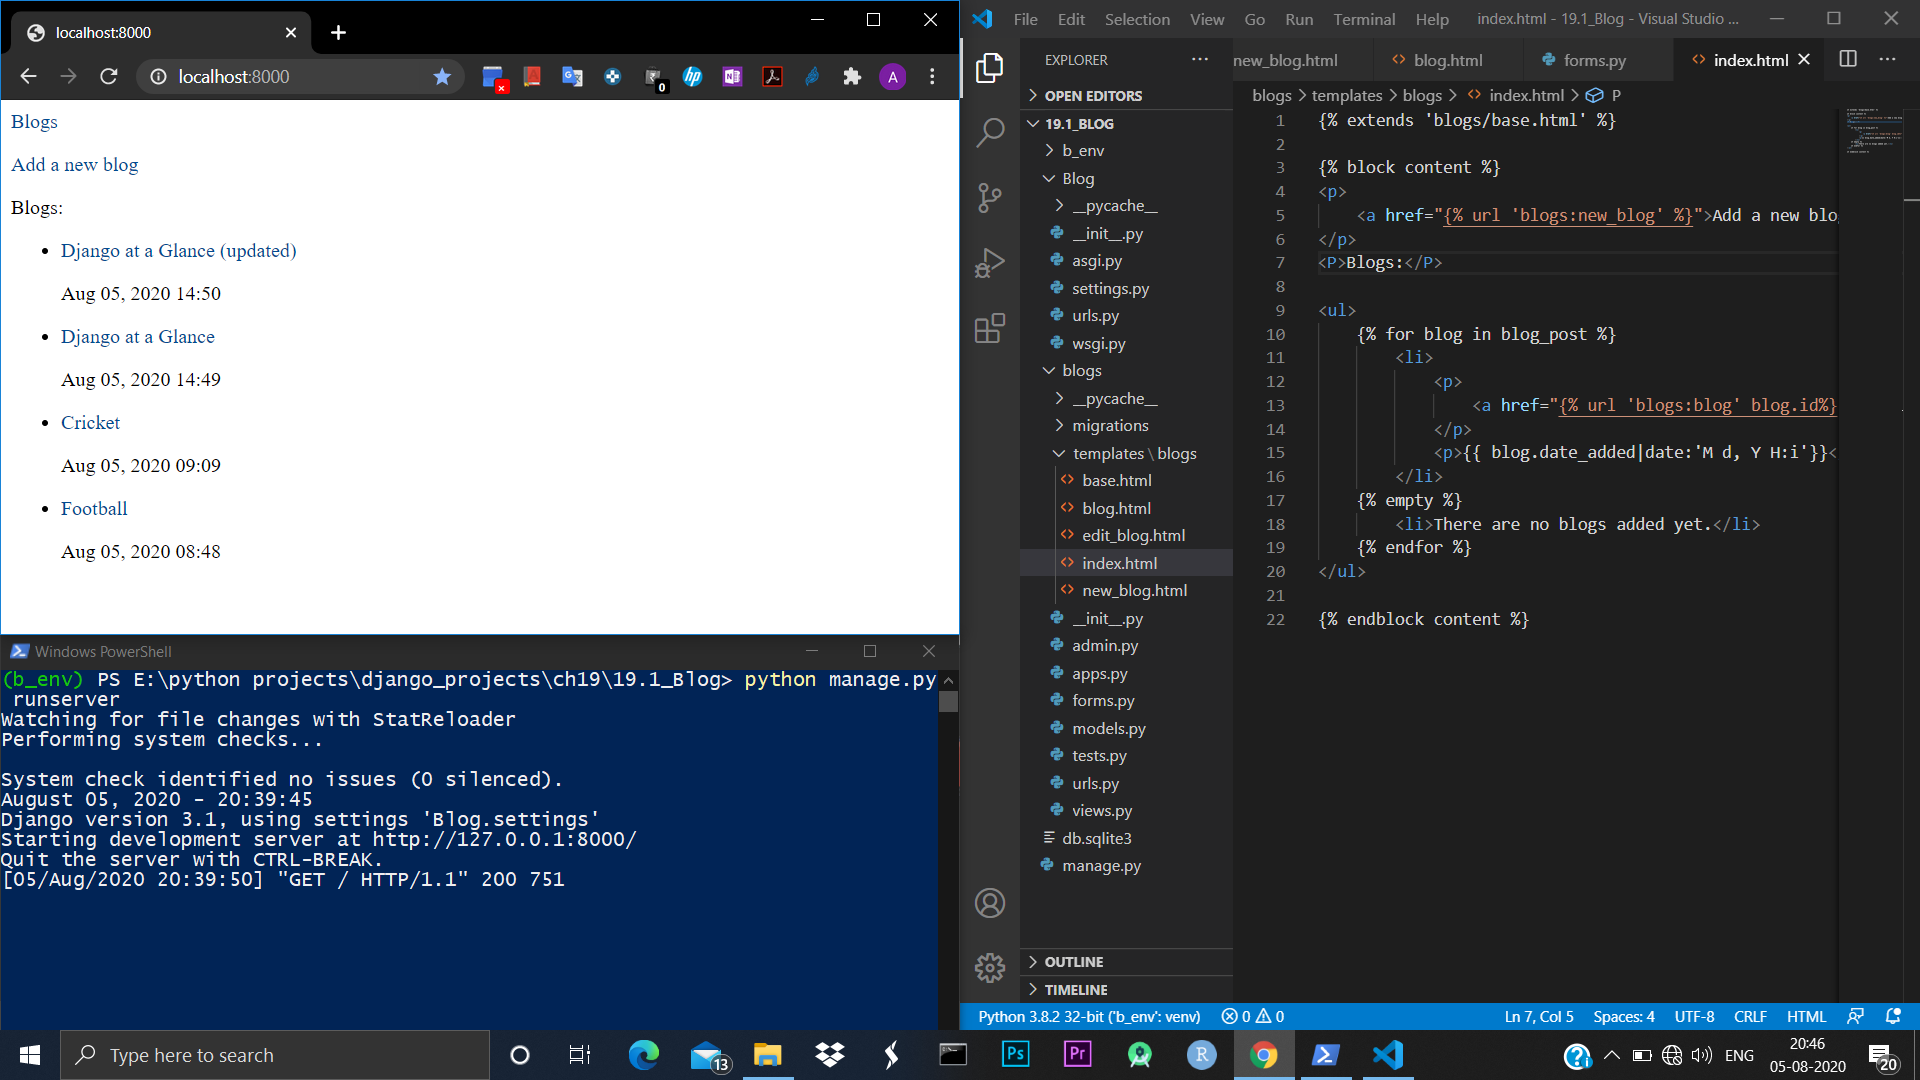 localhost:8000
localhost:8000
0
A
Blogs
Add a new blog
Blogs:
Django at a Glance (updated)
Aug 05, 2020 14:50
Django at a Glance
Aug 05, 2020 14:49
Cricket
Aug 05, 2020 09:09
Football
Aug 05, 2020 08:48
Windows PowerShell
(b_env) PS E:\python projects\django_projects\ch19\19.1_Blog> python manage.py
runserver
Watching for file changes with StatReloader
Performing system checks...
System check identified no issues (0 silenced).
August 05, 2020 - 20:39:45
Django version 3.1, using settings 'Blog.settings'
Starting development server at http://127.0.0.1:8000/
Quit the server with CTRL-BREAK.
[05/Aug/2020 20:39:50] "GET / HTTP/1.1" 200 751
File Edit Selection View Go Run Terminal Help index.html - 19.1_Blog - Visual Studio ...
EXPLORER
OPEN EDITORS
19.1_BLOG
b_env
Blog
__pycache__
__init__.py
asgi.py
settings.py
urls.py
wsgi.py
blogs
__pycache__
migrations
templates \ blogs
base.html
blog.html
edit_blog.html
index.html
new_blog.html
__init__.py
admin.py
apps.py
forms.py
models.py
tests.py
urls.py
views.py
db.sqlite3
manage.py
OUTLINE
TIMELINE
new_blog.html blog.html forms.py index.html
blogs > templates > blogs > index.html > P
1 {% extends 'blogs/base.html' %}
2
3 {% block content %}
4 <p>
5 <a href="{% url 'blogs:new_blog' %}">Add a new blo
6 </p>
7 <P>Blogs:</P>
8
9 <ul>
10 {% for blog in blog_post %}
11 <li>
12 <p>
13 <a href="{% url 'blogs:blog' blog.id%}
14 </p>
15 <p>{{ blog.date_added|date:'M d, Y H:i'}}<
16 </li>
17 {% empty %}
18 <li>There are no blogs added yet.</li>
19 {% endfor %}
20 </ul>
21
22 {% endblock content %}
Python 3.8.2 32-bit ('b_env': venv) 0 0 Ln 7, Col 5 Spaces: 4 UTF-8 CRLF HTML
Type here to search
13
Ps
Pr
R
ENG
20:46
05-08-2020
20